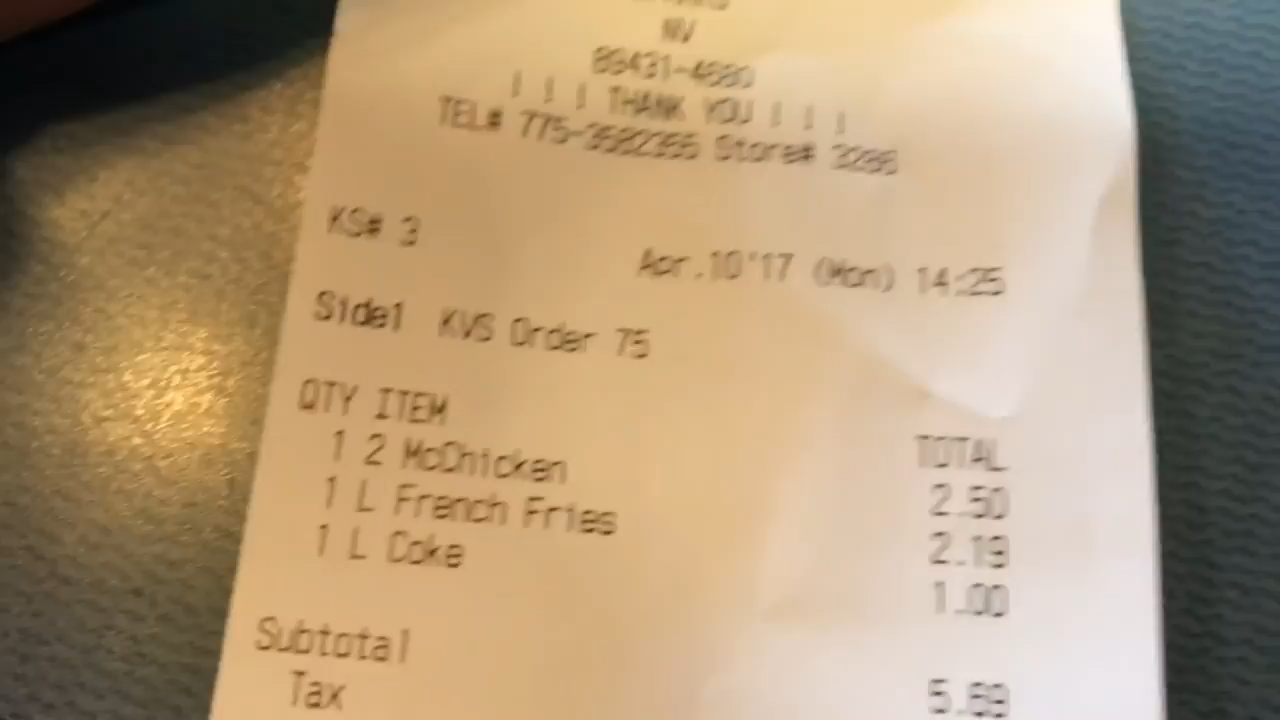 NV
89431-4680
! ! ! THANK YOU ! ! !
TEL# 775-3582355 Store# 3286
KS# 3
Apr.10'17 (Mon) 14:25
Side1 KVS Order 75
QTY ITEM TOTAL
1 2 McChicken 2.50
1 L French Fries 2.19
1 L Coke 1.00
Subtotal 5.69
Tax